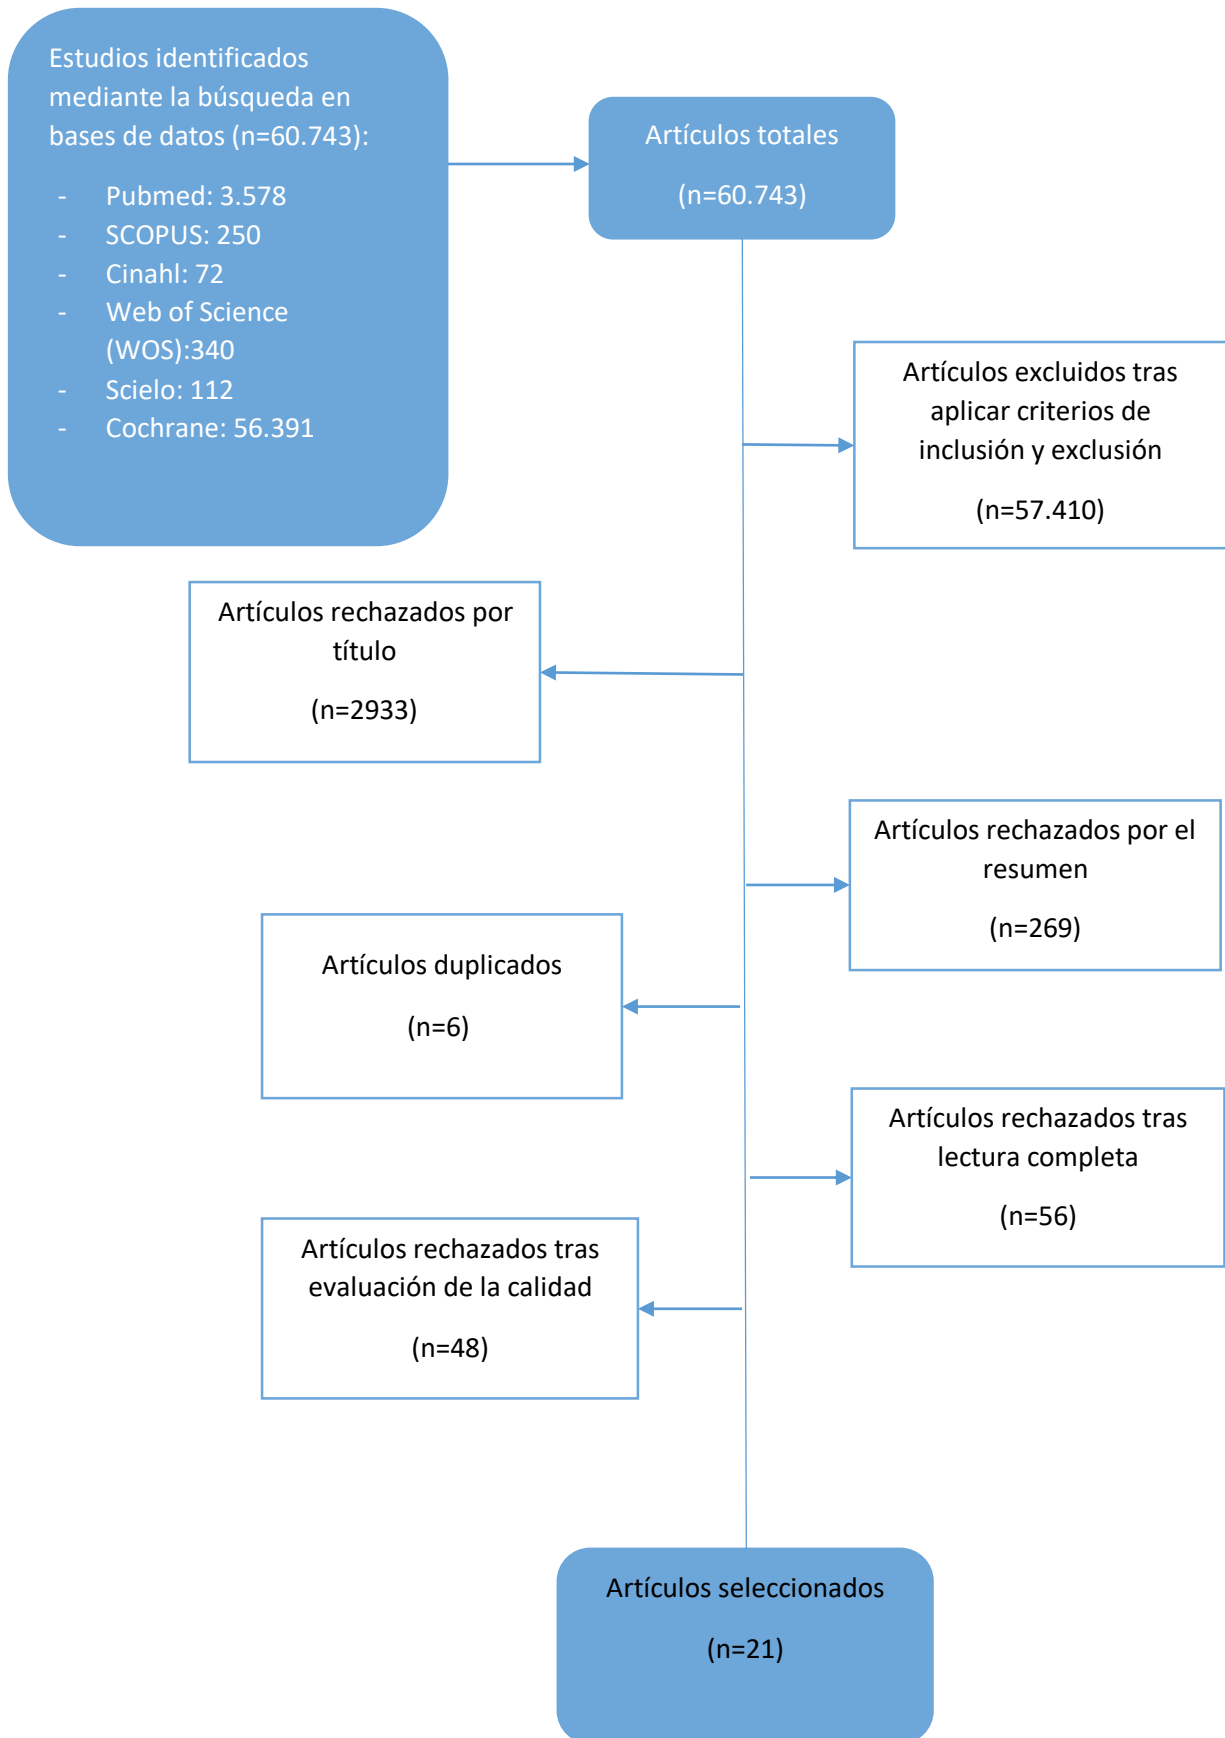 Estudios identificados
mediante la búsqueda en
bases de datos (n=60.743):
- Pubmed: 3.578
- SCOPUS: 250
- Cinahl: 72
- Web of Science
(WOS):340
- Scielo: 112
- Cochrane: 56.391
Artículos totales
(n=60.743)
Artículos excluidos tras
aplicar criterios de
inclusión y exclusión
(n=57.410)
Artículos rechazados por
título
(n=2933)
Artículos rechazados por el
resumen
(n=269)
Artículos duplicados
(n=6)
Artículos rechazados tras
lectura completa
(n=56)
Artículos rechazados tras
evaluación de la calidad
(n=48)
Artículos seleccionados
(n=21)